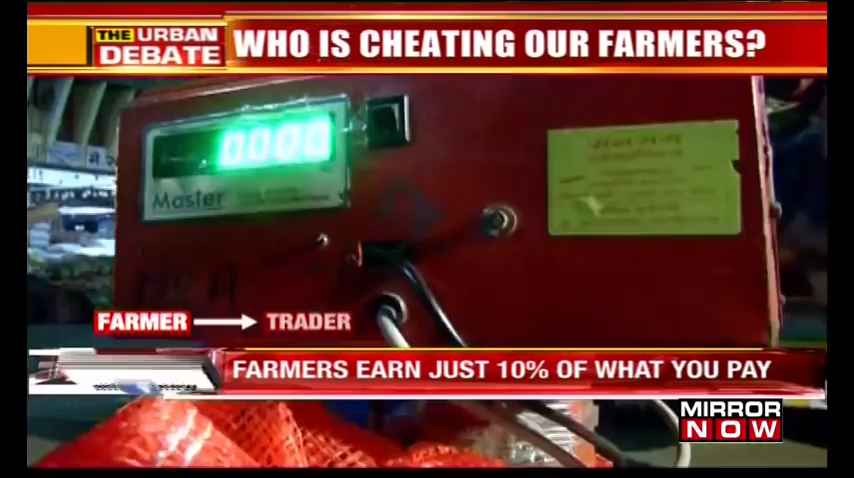 THE URBAN
DEBATE
WHO IS CHEATING OUR FARMERS?
0.000
Master
FARMER
TRADER
FARMERS EARN JUST 10% OF WHAT YOU PAY
MIRROR
NOW